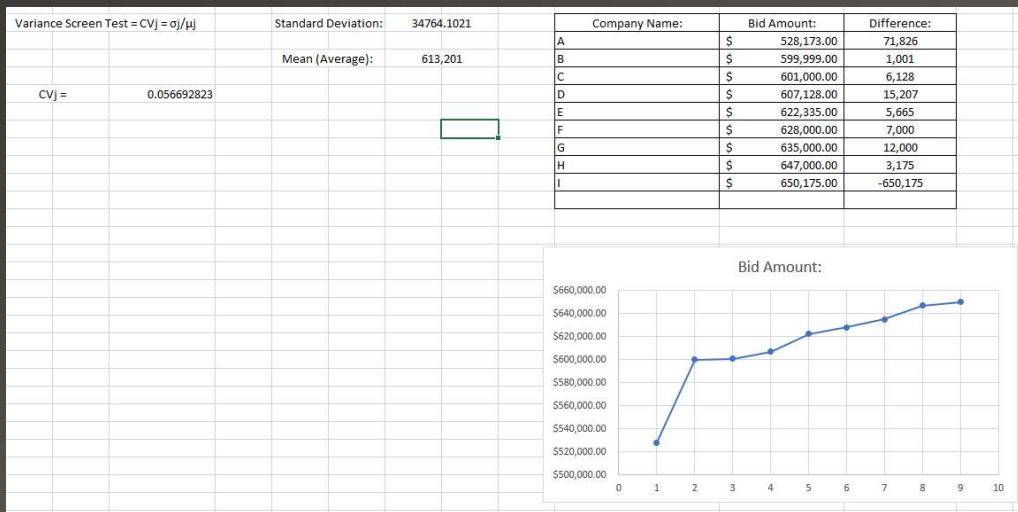 Variance Screen Test = CVj = σj/μj Standard Deviation: 34764.1021 Company Name: Bid Amount: Difference:
A $ 528,173.00 71,826
Mean (Average): 613,201 B $ 599,999.00 1,001
C $ 601,000.00 6,128
CVj = 0.056692823 D $ 607,128.00 15,207
E $ 622,335.00 5,665
F $ 628,000.00 7,000
G $ 635,000.00 12,000
H $ 647,000.00 3,175
I $ 650,175.00 -650,175
Bid Amount:
$660,000.00
$640,000.00
$620,000.00
$600,000.00
$580,000.00
$560,000.00
$540,000.00
$520,000.00
$500,000.00
0 1 2 3 4 5 6 7 8 9 10